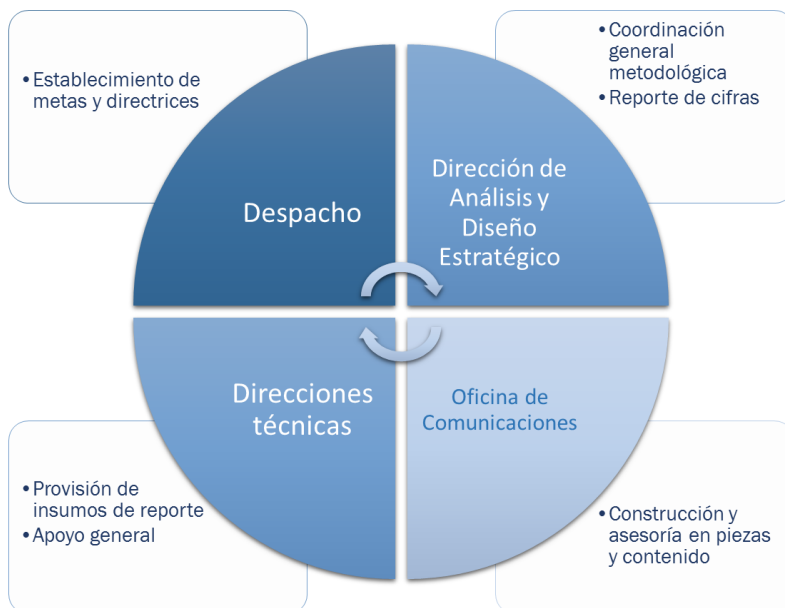 • Establecimiento de
metas y directrices
• Coordinación
general
metodológica
• Reporte de cifras
Despacho
Dirección de
Análisis y
Diseño
Estratégico
Direcciones
técnicas
Oficina de
Comunicaciones
• Provisión de
insumos de reporte
• Apoyo general
• Construcción y
asesoría en piezas
y contenido